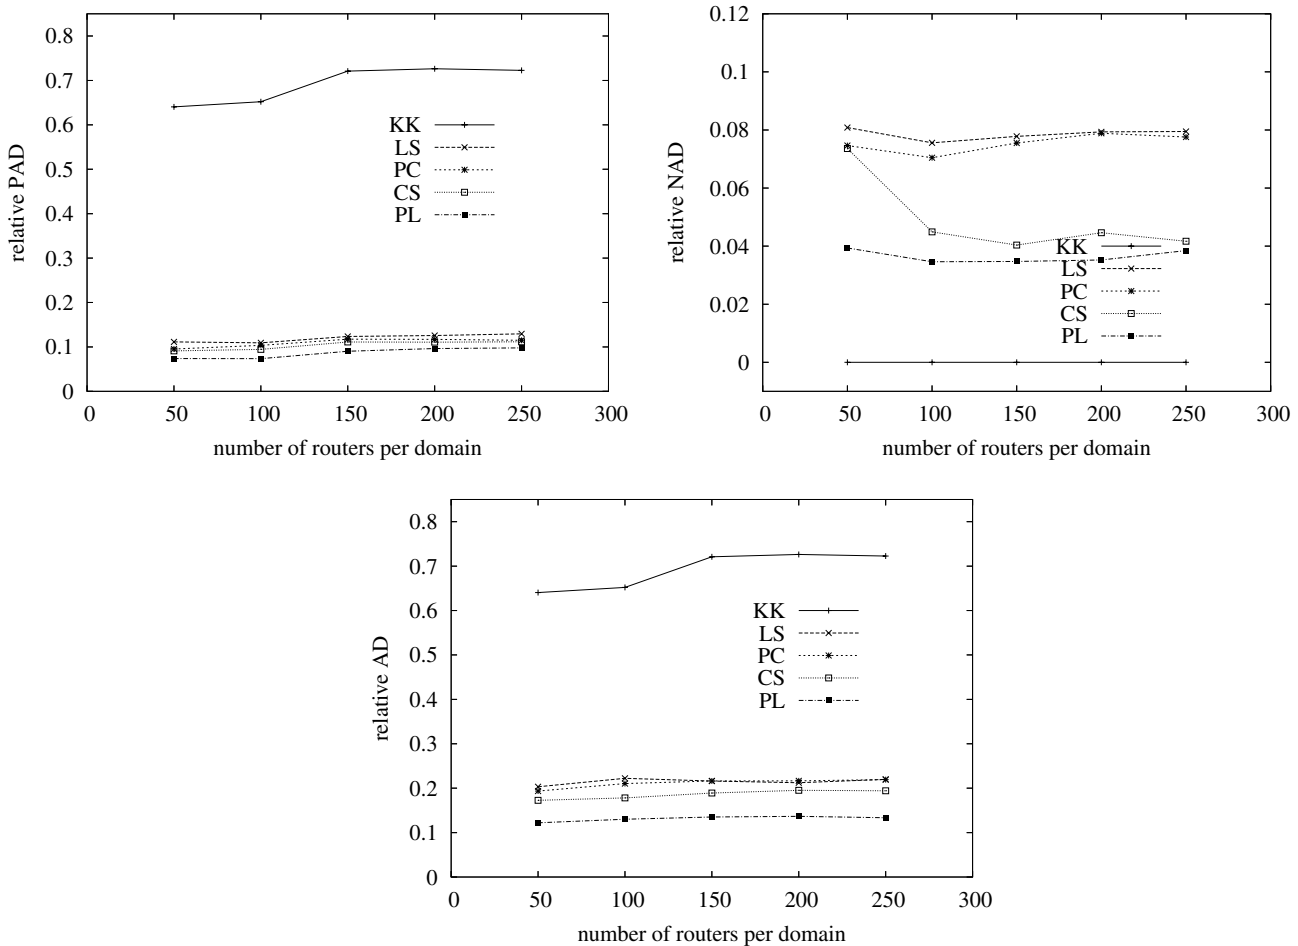 0.8
0.7
0.6
0.5
0.4
0.3
0.2
0.1
0
relative PAD
KK
LS
PC
CS
PL
0 50 100 150 200 250 300
number of routers per domain
0.12
0.1
0.08
0.06
0.04
0.02
0
relative NAD
KK
LS
PC
CS
PL
0 50 100 150 200 250 300
number of routers per domain
0.8
0.7
0.6
0.5
0.4
0.3
0.2
0.1
0
relative AD
KK
LS
PC
CS
PL
0 50 100 150 200 250 300
number of routers per domain